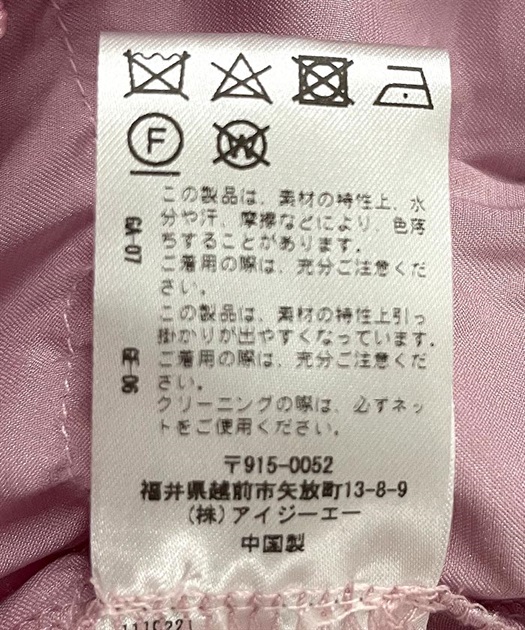 F W
この製品は、素材の特性上、水
分や汗、摩擦などにより、色落
ちすることがあります。
ご着用の際は、充分ご注意くだ
さい。
GA-07
この製品は、素材の特性上引っ
掛かりが出やすくなっています。
ご着用の際は、充分ご注意くだ
さい。
クリーニングの際は、必ずネッ
トをご使用ください。
〒915-0052
福井県越前市矢放町13-8-9
(株)アイジーエー
中国製